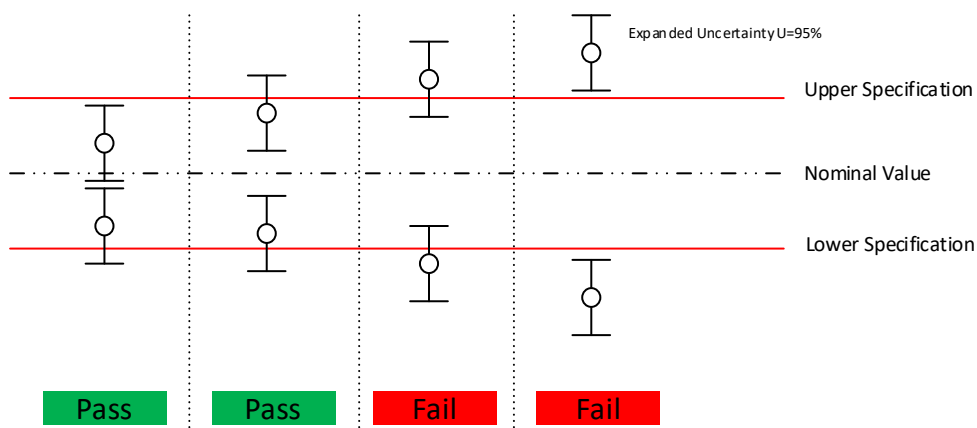 Expanded Uncertainty U=95%
Upper Specification
Nominal Value
Lower Specification
Pass Pass Fail Fail